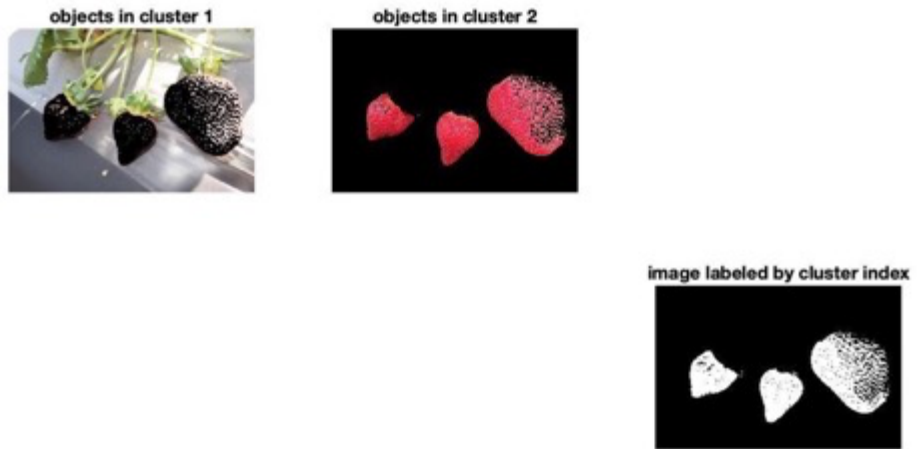 objects in cluster 1
objects in cluster 2
image labeled by cluster index